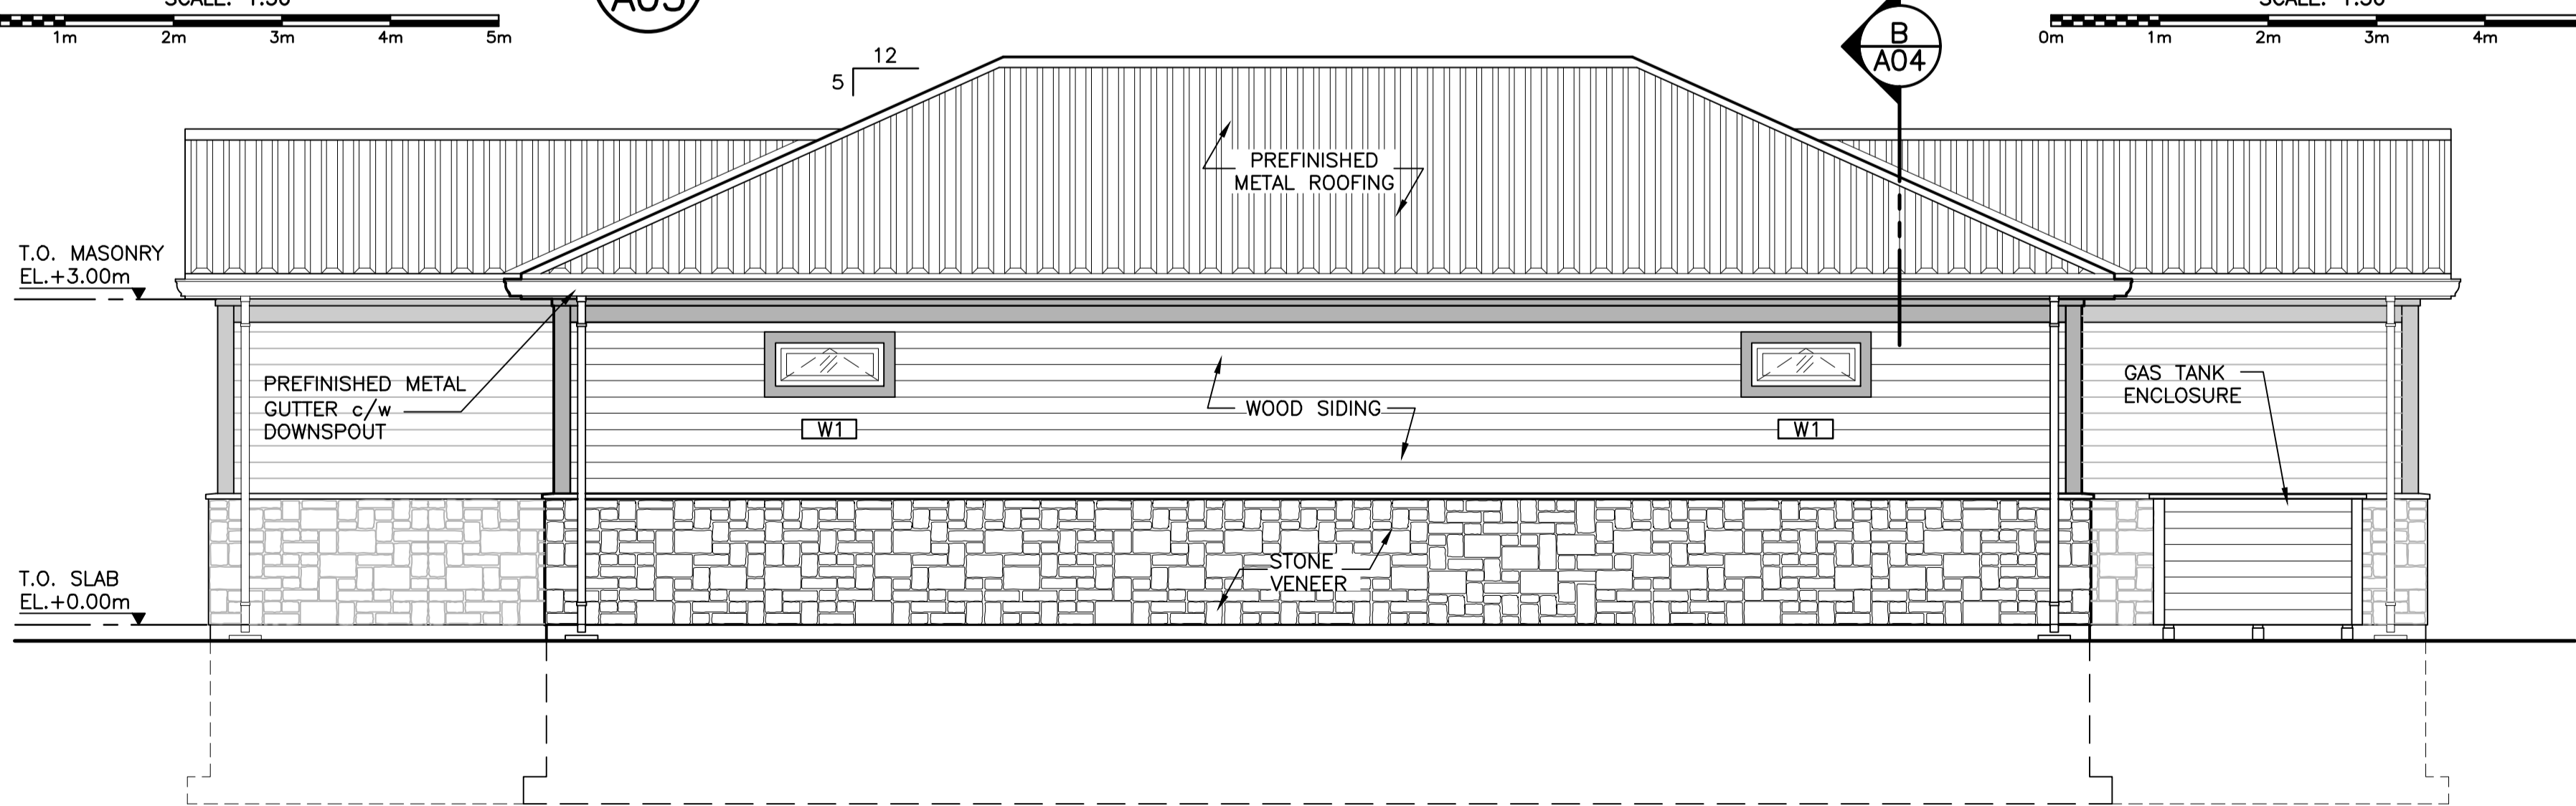 1m 2m 3m 4m 5m
0m 1m 2m 3m 4m
B
A04
12
5
PREFINISHED
METAL ROOFING
T.O. MASONRY
EL.+3.00m
PREFINISHED METAL
GUTTER c/w
DOWNSPOUT
WOOD SIDING
W1
W1
GAS TANK
ENCLOSURE
STONE
VENEER
T.O. SLAB
EL.+0.00m